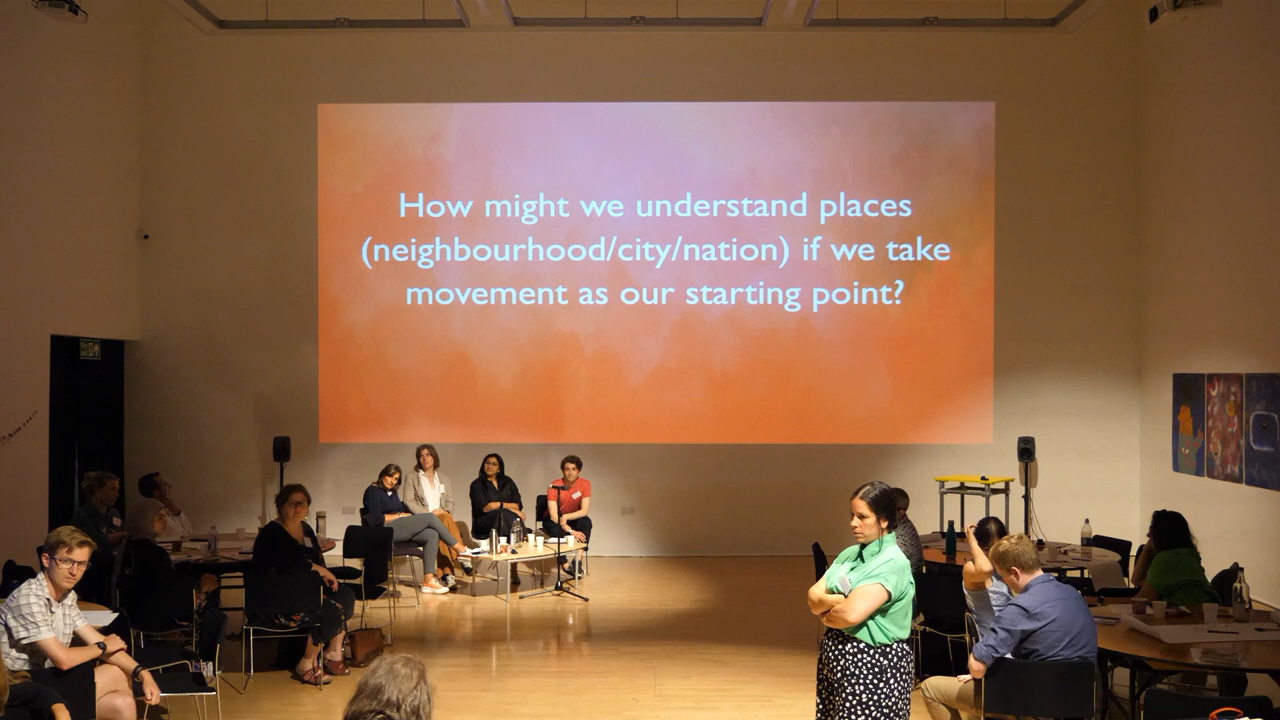 How might we understand places
(neighbourhood/city/nation) if we take
movement as our starting point?